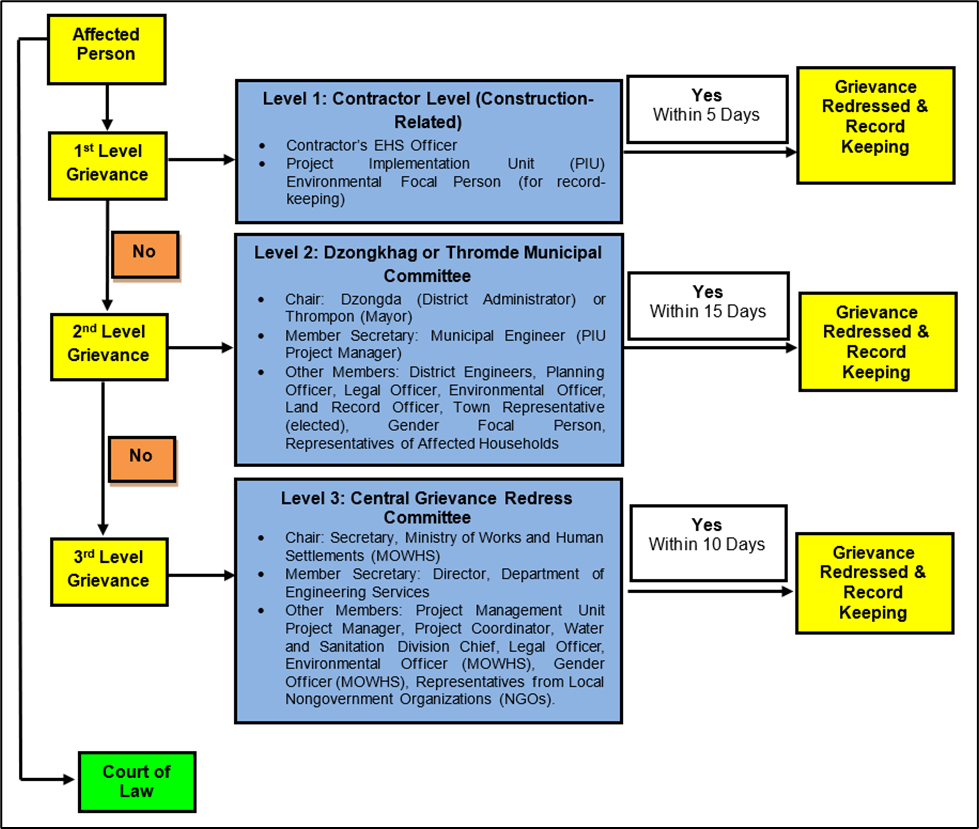 Affected
Person
1st Level
Grievance
Level 1: Contractor Level (Construction-
Related)
• Contractor's EHS Officer
• Project Implementation Unit (PIU)
Environmental Focal Person (for record-
keeping)
Yes
Within 5 Days
Grievance
Redressed &
Record
Keeping
No
2nd Level
Grievance
Level 2: Dzongkhag or Thromde Municipal
Committee
• Chair: Dzongda (District Administrator) or
Thrompon (Mayor)
• Member Secretary: Municipal Engineer (PIU
Project Manager)
• Other Members: District Engineers, Planning
Officer, Legal Officer, Environmental Officer,
Land Record Officer, Town Representative
(elected), Gender Focal Person,
Representatives of Affected Households
Yes
Within 15 Days
Grievance
Redressed &
Record
Keeping
No
3rd Level
Grievance
Level 3: Central Grievance Redress
Committee
• Chair: Secretary, Ministry of Works and Human
Settlements (MOWHS)
• Member Secretary: Director, Department of
Engineering Services
• Other Members: Project Management Unit
Project Manager, Project Coordinator, Water
and Sanitation Division Chief, Legal Officer,
Environmental Officer (MOWHS), Gender
Officer (MOWHS), Representatives from Local
Nongovernment Organizations (NGOs).
Yes
Within 10 Days
Grievance
Redressed &
Record
Keeping
Court of
Law